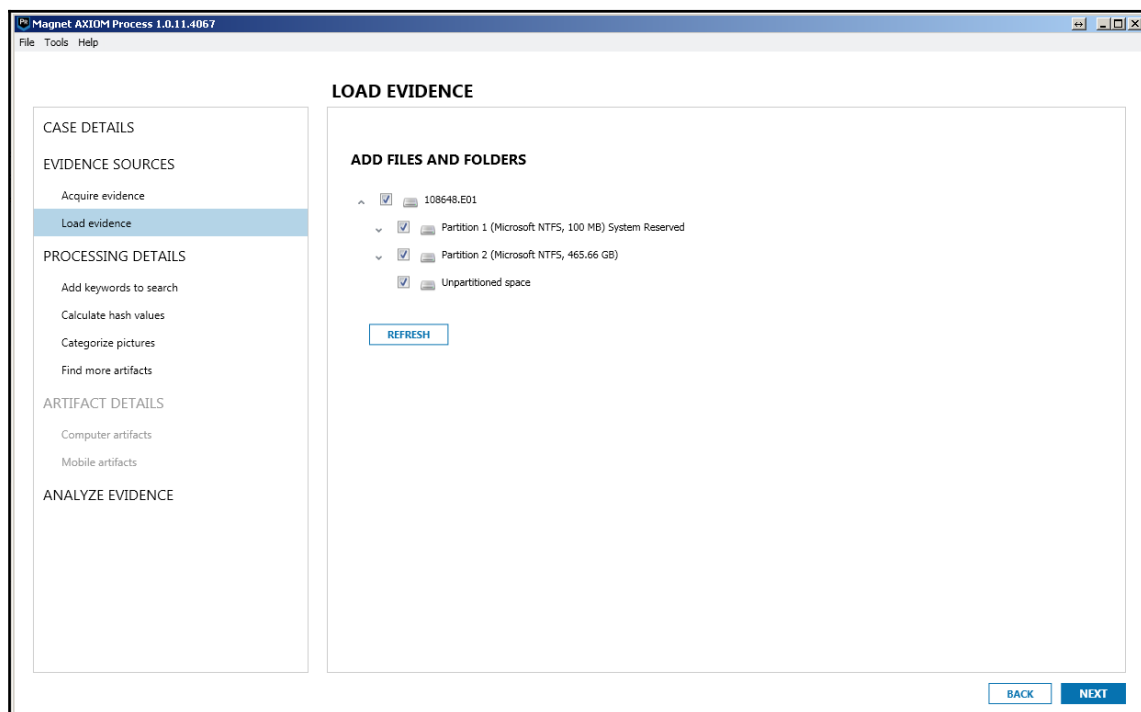 Magnet AXIOM Process 1.0.11.4067
File Tools Help
LOAD EVIDENCE
CASE DETAILS
EVIDENCE SOURCES
Acquire evidence
Load evidence
PROCESSING DETAILS
Add keywords to search
Calculate hash values
Categorize pictures
Find more artifacts
ARTIFACT DETAILS
Computer artifacts
Mobile artifacts
ANALYZE EVIDENCE
ADD FILES AND FOLDERS
108648.E01
Partition 1 (Microsoft NTFS, 100 MB) System Reserved
Partition 2 (Microsoft NTFS, 465.66 GB)
Unpartitioned space
REFRESH
BACK NEXT